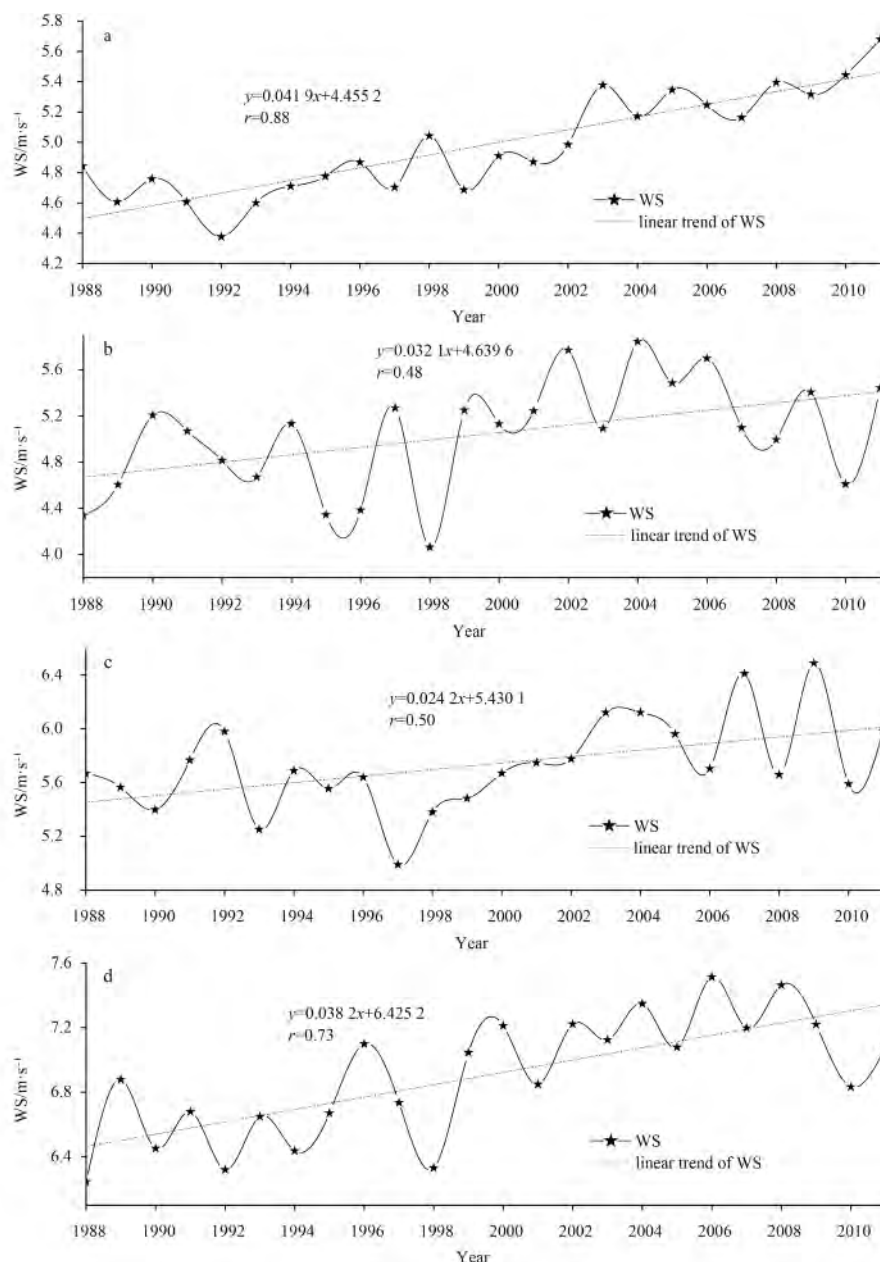 a
5.8
5.6
5.4
5.2
5.0
4.8
4.6
4.4
4.2
WS/m·s⁻¹
y=0.041 9x+4.455 2
r=0.88
WS
linear trend of WS
1988 1990 1992 1994 1996 1998 2000 2002 2004 2006 2008 2010
Year
b
5.6
5.2
4.8
4.4
4.0
WS/m·s⁻¹
y=0.032 1x+4.639 6
r=0.48
WS
linear trend of WS
1988 1990 1992 1994 1996 1998 2000 2002 2004 2006 2008 2010
Year
c
6.4
6.0
5.6
5.2
4.8
WS/m·s⁻¹
y=0.024 2x+5.430 1
r=0.50
WS
linear trend of WS
1988 1990 1992 1994 1996 1998 2000 2002 2004 2006 2008 2010
Year
d
7.6
7.2
6.8
6.4
WS/m·s⁻¹
y=0.038 2x+6.425 2
r=0.73
WS
linear trend of WS
1988 1990 1992 1994 1996 1998 2000 2002 2004 2006 2008 2010
Year